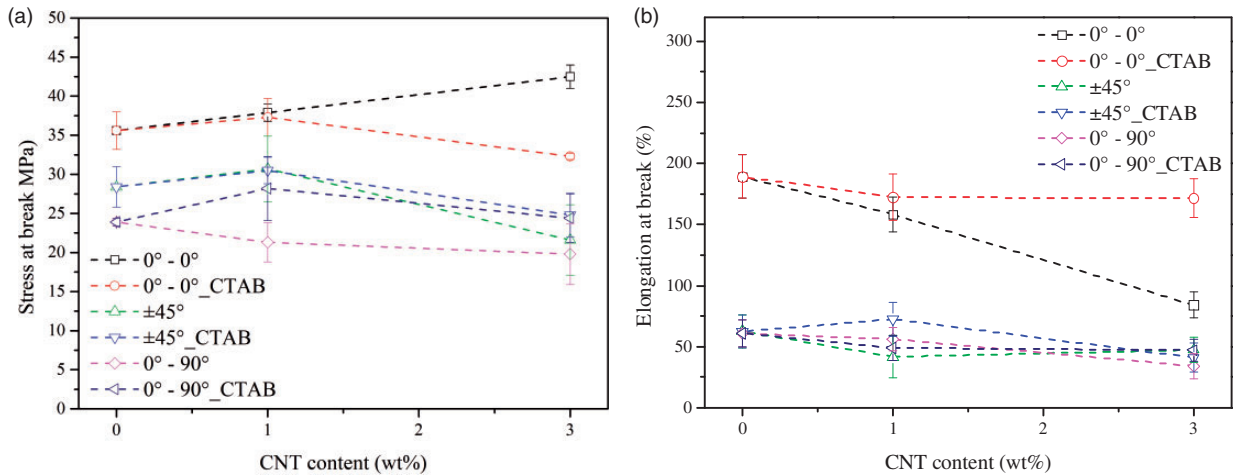 (a)
50
45
40
35
30
25
20
15
10
5
0
Stress at break MPa
0° - 0°
0° - 0°_CTAB
±45°
±45°_CTAB
0° - 90°
0° - 90°_CTAB
0
1
3
CNT content (wt%)
(b)
300
250
200
150
100
50
0
Elongation at break (%)
0° - 0°
0° - 0°_CTAB
±45°
±45°_CTAB
0° - 90°
0° - 90°_CTAB
0
1
2
3
CNT content (wt%)